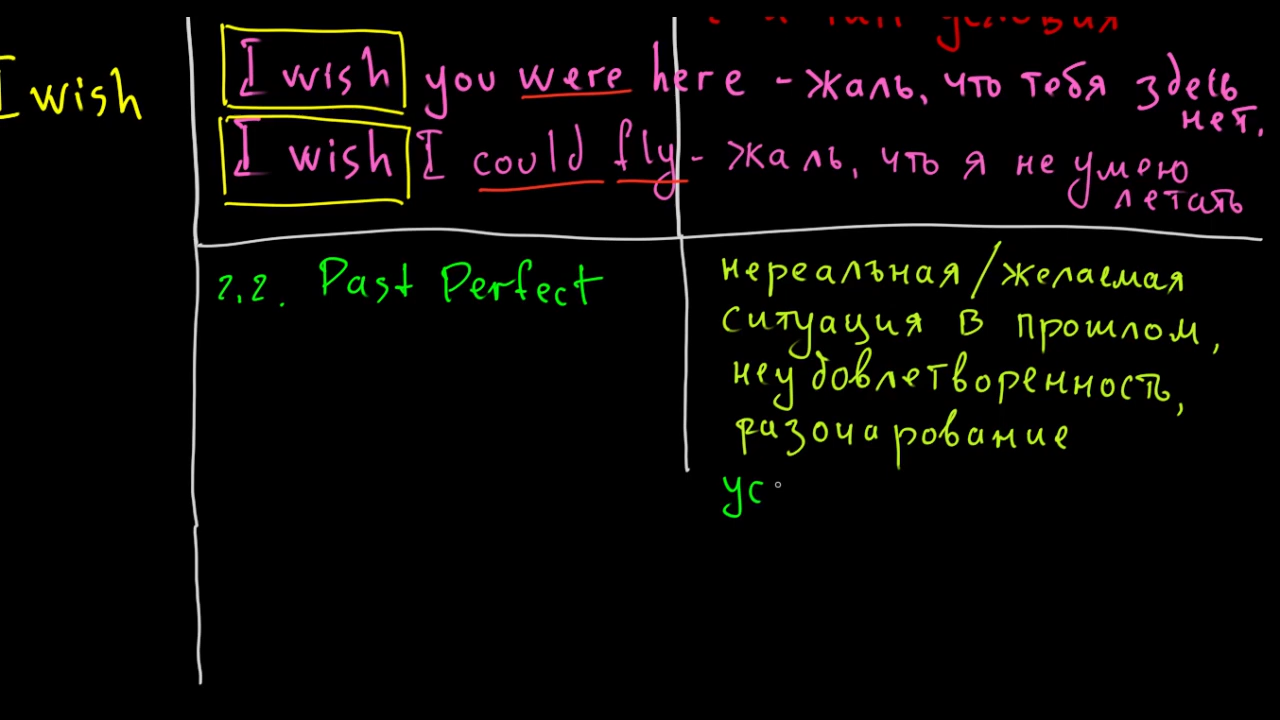 I wish
условия
I wish you were here - жаль, что тебя здесь
нет.
I wish I could fly - жаль, что я не умею
летать
2.2. Past Perfect
нереальная/желаемая
ситуация в прошлом,
неудовлетворенность,
разочарование
ус